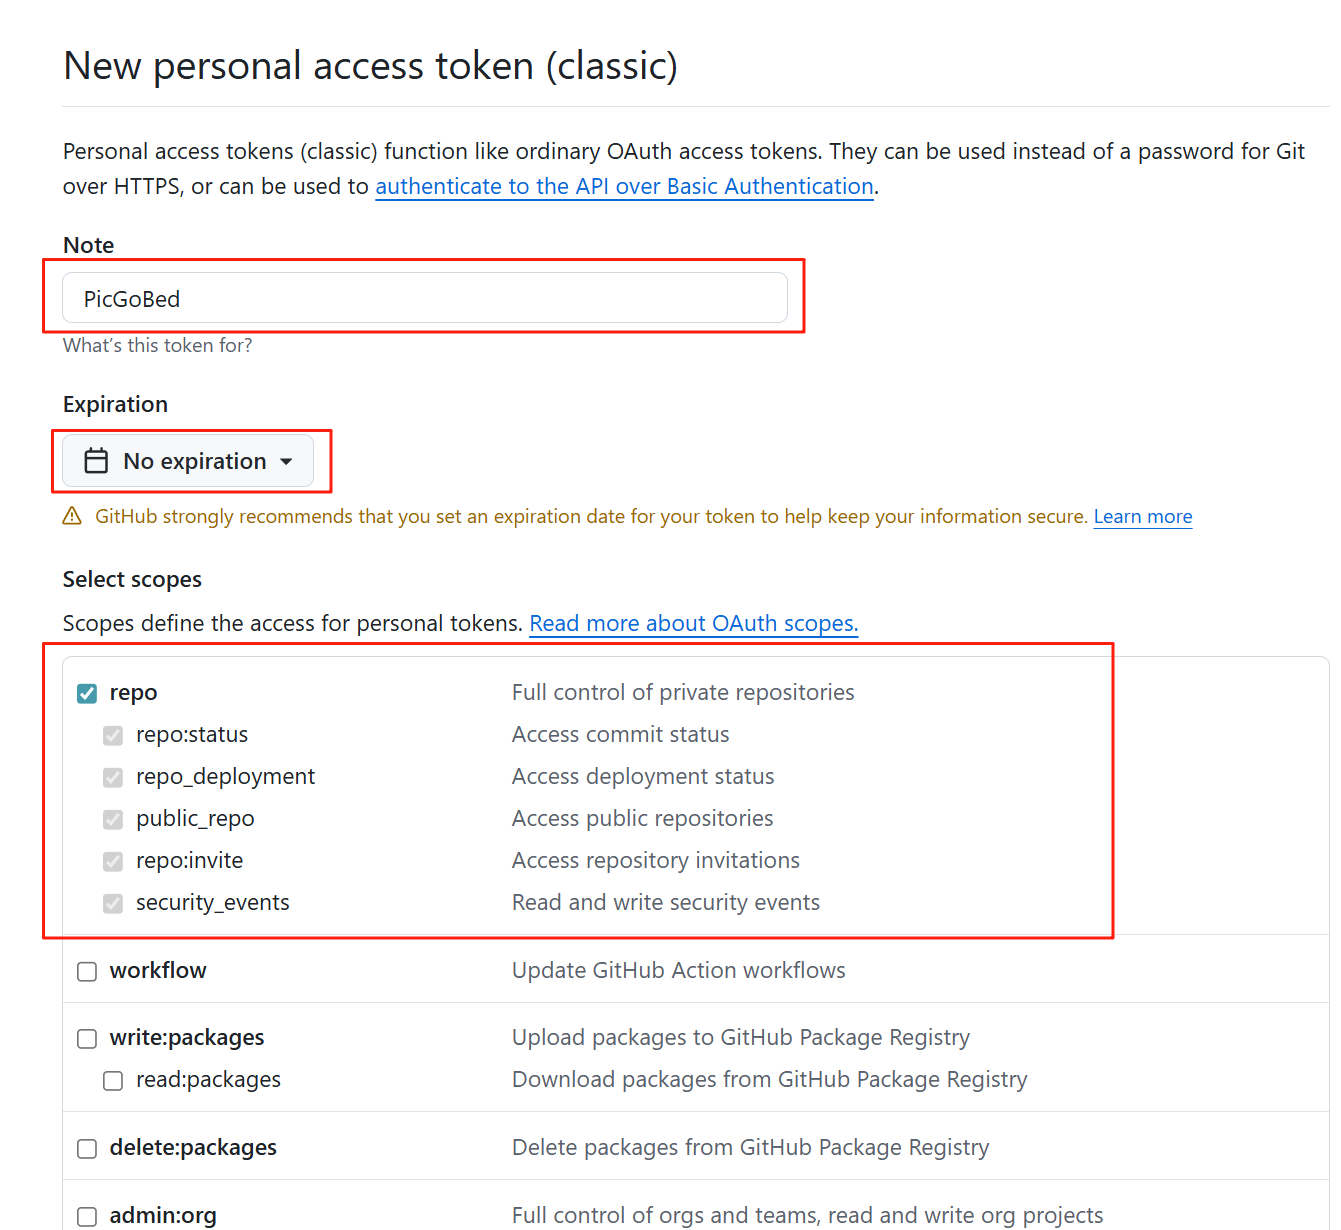 New personal access token (classic)
Personal access tokens (classic) function like ordinary OAuth access tokens. They can be used instead of a password for Git
over HTTPS, or can be used to authenticate to the API over Basic Authentication.
Note
PicGoBed
What's this token for?
Expiration
No expiration
GitHub strongly recommends that you set an expiration date for your token to help keep your information secure. Learn more
Select scopes
Scopes define the access for personal tokens. Read more about OAuth scopes.
repo Full control of private repositories
repo:status Access commit status
repo_deployment Access deployment status
public_repo Access public repositories
repo:invite Access repository invitations
security_events Read and write security events
workflow Update GitHub Action workflows
write:packages Upload packages to GitHub Package Registry
read:packages Download packages from GitHub Package Registry
delete:packages Delete packages from GitHub Package Registry
admin:org Full control of orgs and teams, read and write org projects